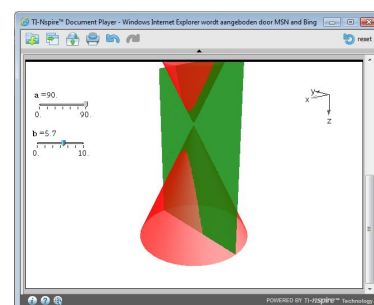 TI-Nspire™ Document Player - Windows Internet Explorer wordt aangeboden door MSN and Bing
reset
a =90.
0. 90.
b =5.7
0. 10.
y
x
z
POWERED BY TI-nspire™ Technology